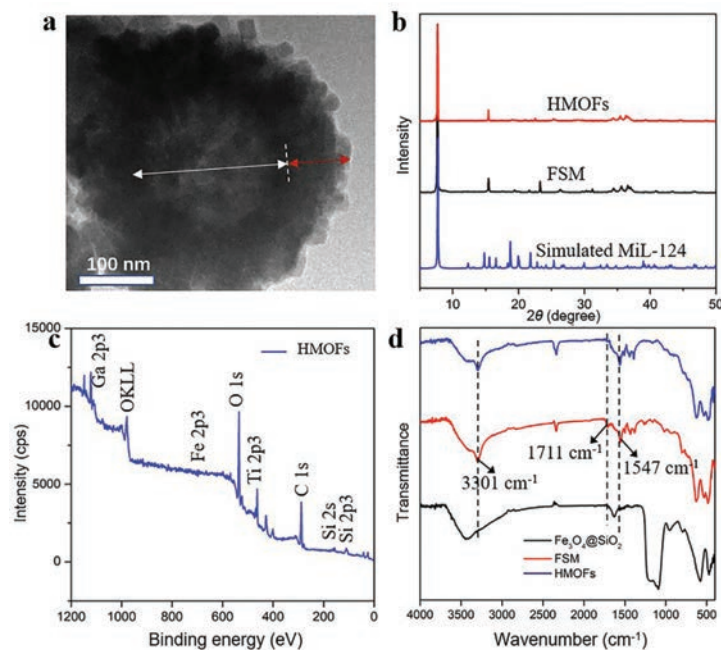 a
100 nm
b
HMOFs
FSM
Simulated MiL-124
Intensity
10 20 30 40 50
2θ (degree)
c
HMOFs
Ga 2p3
OKLL
Fe 2p3
O 1s
Ti 2p3
C 1s
Si 2s
Si 2p3
15000
10000
5000
0
Intensity (cps)
1200 1000 800 600 400 200 0
Binding energy (eV)
d
3301 cm⁻¹
1711 cm⁻¹
1547 cm⁻¹
Fe₃O₄@SiO₂
FSM
HMOFs
Transmittance
4000 3500 3000 2500 2000 1500 1000 500
Wavenumber (cm⁻¹)